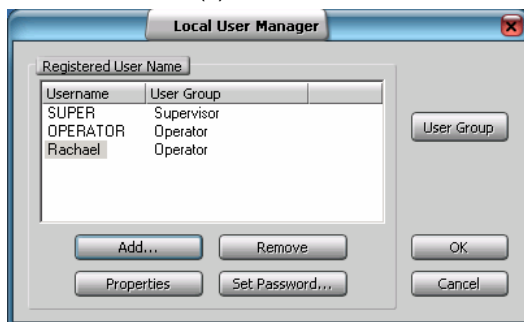 Local User Manager
Registered User Name
Username User Group
SUPER Supervisor
OPERATOR Operator
Rachael Operator
User Group
Add... Remove
OK
Properties Set Password...
Cancel